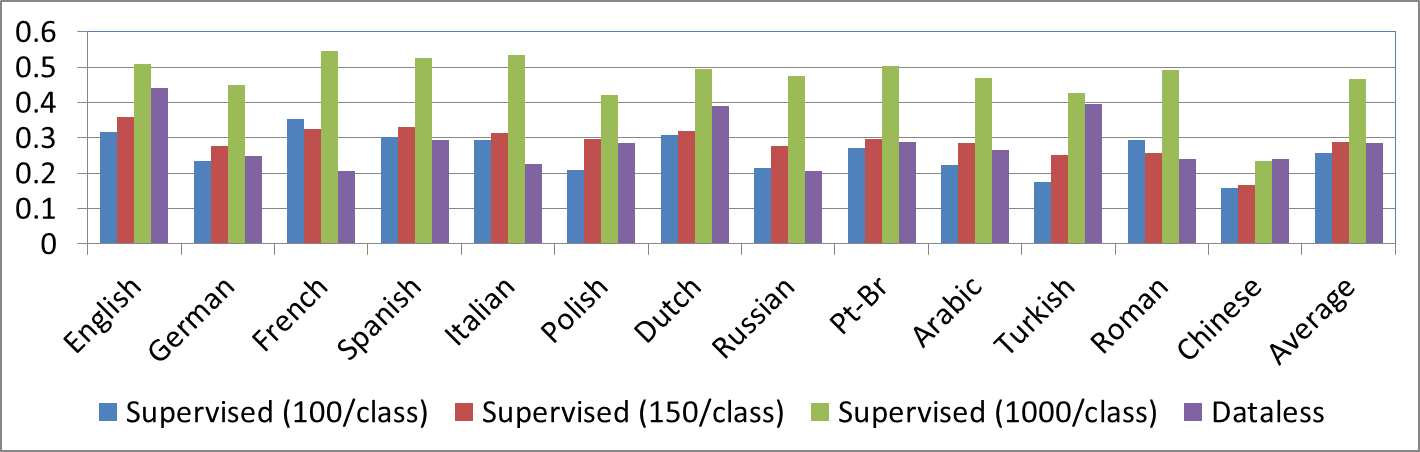 0.6
0.5
0.4
0.3
0.2
0.1
0
English
German
French
Spanish
Italian
Polish
Dutch
Russian
Pt-Br
Arabic
Turkish
Roman
Chinese
Average
Supervised (100/class) Supervised (150/class) Supervised (1000/class) Dataless